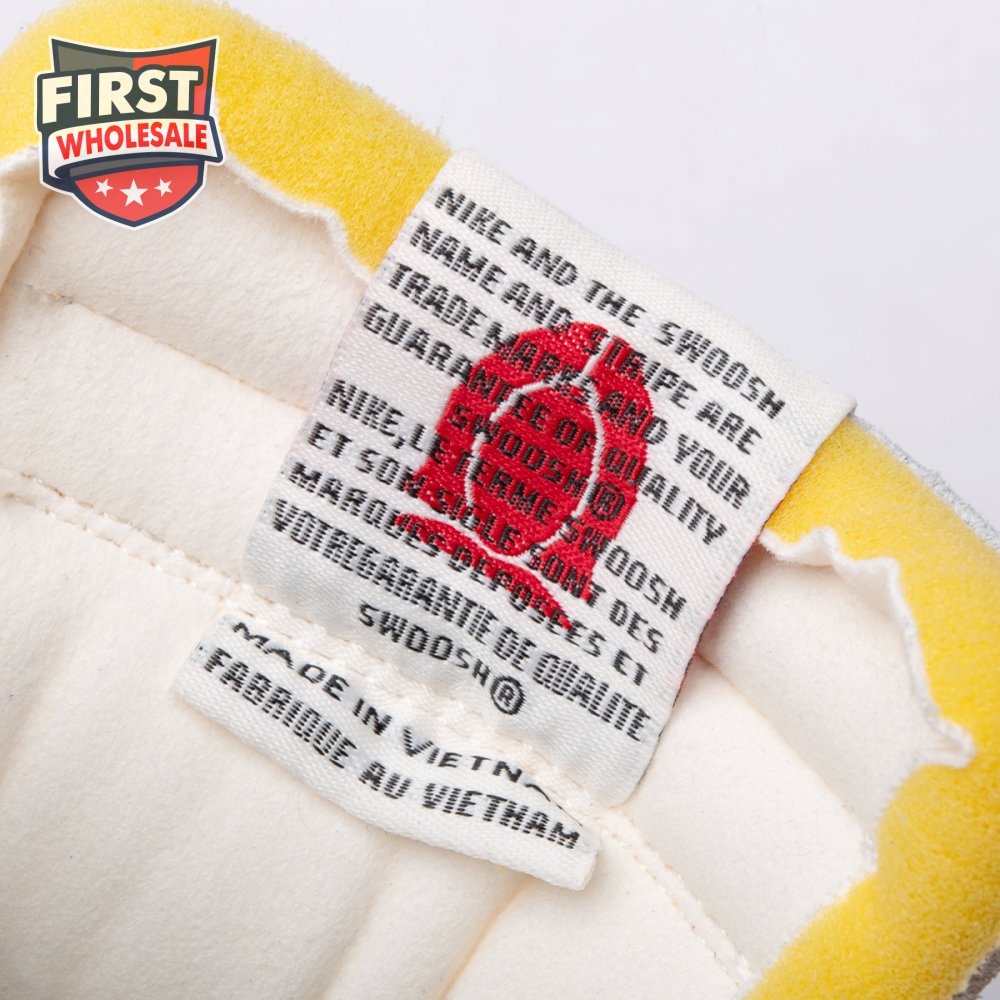 FIRST
WHOLESALE
NIKE AND THE SWOOSH
NAME AND STRIPE ARE
TRADEMARKS AND YOUR
GUARANTEE OF QUALITY
SWOOSH®
NIKE, LE TERME SWOOSH
ET SON SIGLE SONT DES
MARQUES DEPOSEES ET
VOTREGARANTIE DE QUALITE
SWOOSH®
MADE IN VIETNA
FABRIQUE AU VIETHAM